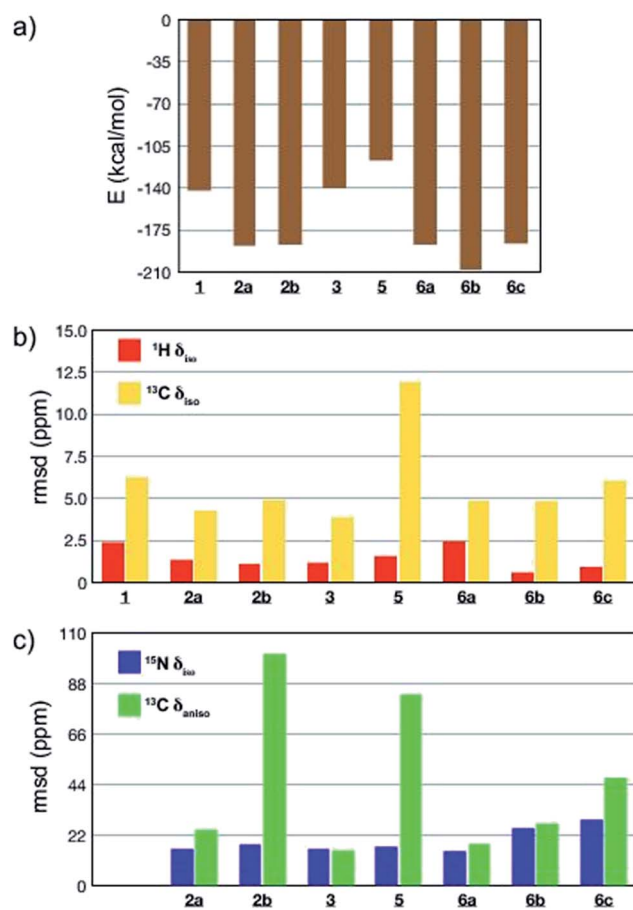 a)
E (kcal/mol)
0
-35
-70
-105
-140
-175
-210
1 2a 2b 3 5 6a 6b 6c
b)
rmsd (ppm)
15.0
12.5
10.0
7.5
5.0
2.5
0
¹H δiso
¹³C δiso
1 2a 2b 3 5 6a 6b 6c
c)
rmsd (ppm)
110
88
66
44
22
0
¹⁵N δiso
¹³C δaniso
2a 2b 3 5 6a 6b 6c